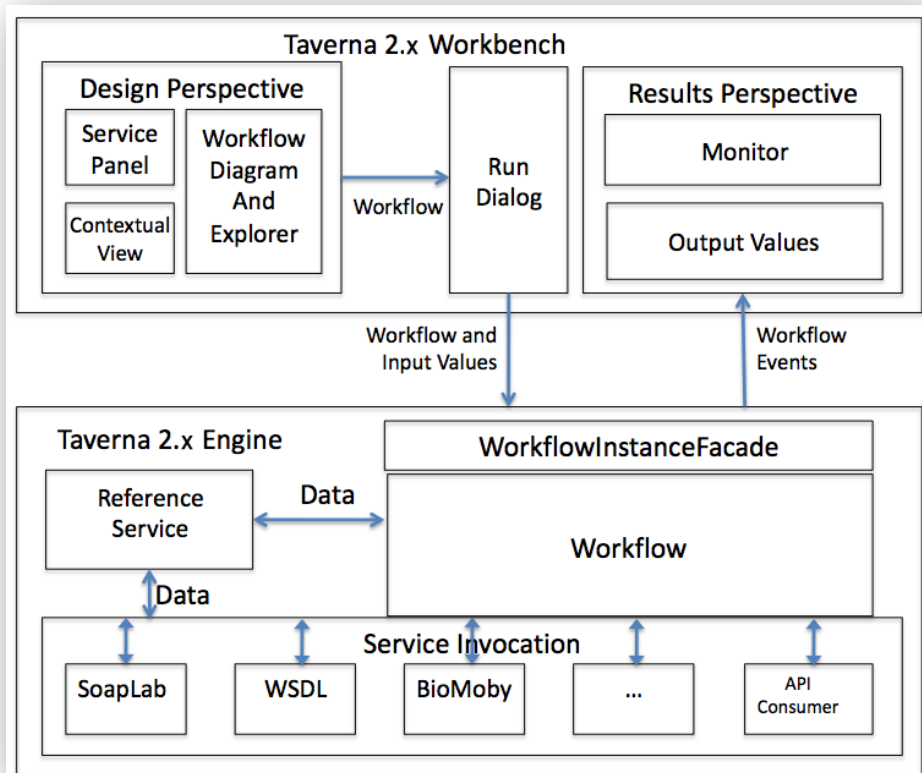 Taverna 2.x Workbench
Design Perspective
Service
Panel
Contextual
View
Workflow
Diagram
And
Explorer
Workflow
Run
Dialog
Results Perspective
Monitor
Output Values
Workflow and
Input Values
Workflow
Events
Taverna 2.x Engine
WorkflowInstanceFacade
Reference
Service
Data
Workflow
Data
Service Invocation
SoapLab
WSDL
BioMoby
...
API
Consumer